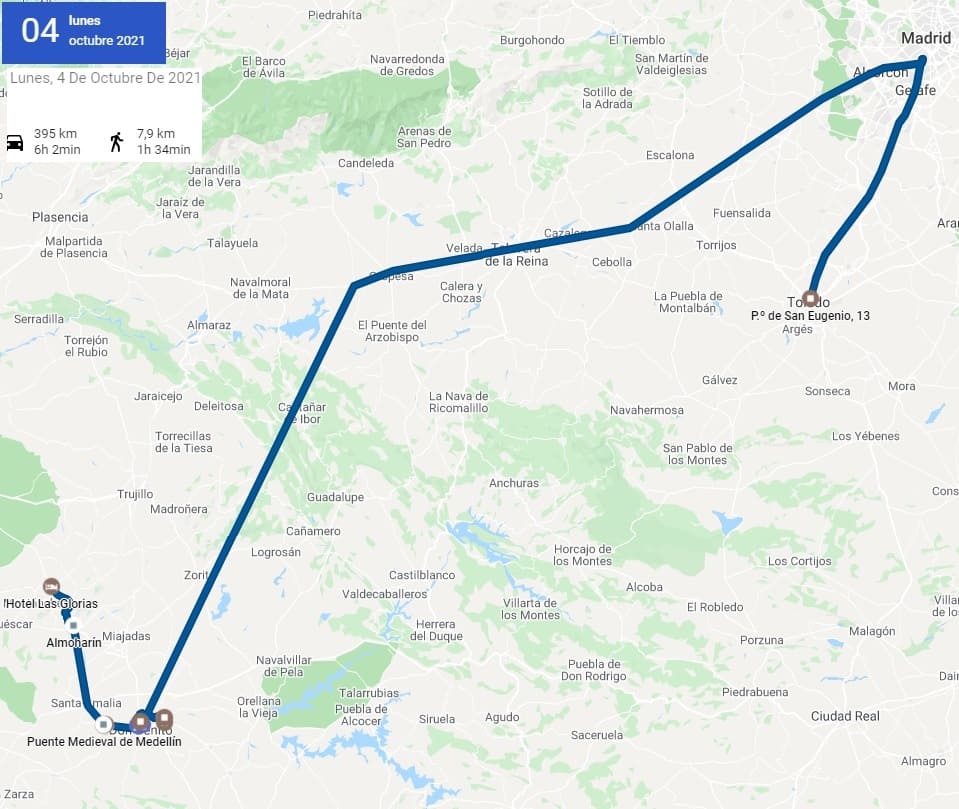 04 lunes
octubre 2021
Lunes, 4 De Octubre De 2021
395 km
6h 2min
7,9 km
1h 34min
Piedrahíta
Burgohondo
El Tiemblo
Madrid
Béjar
El Barco
de Ávila
Navarredonda
de Gredos
San Martín de
Valdeiglesias
Alcorcón
Getafe
Sotillo de
la Adrada
Arenas de
San Pedro
Candeleda
Escalona
Jarandilla
de la Vera
Jaraíz de
la Vera
Plasencia
Fuensalida
Malpartida
de Plasencia
Talayuela
Velada
Talavera
de la Reina
Santa Olalla
Torrijos
Cebolla
Oropesa
Navalmoral
de la Mata
Calera y
Chozas
La Puebla de
Montalbán
Toledo
P.º de San Eugenio, 13
Argés
Serradilla
Almaraz
El Puente del
Arzobispo
Torrejón
el Rubio
Gálvez
Sonseca
Mora
Jaraicejo
Deleitosa
Castañar
de Ibor
La Nava de
Ricomalillo
Navahermosa
Torrecillas
de la Tiesa
San Pablo de
los Montes
Los Yébenes
Trujillo
Madroñera
Guadalupe
Anchuras
Cañamero
Logrosán
Horcajo de
los Montes
Los Cortijos
Zorita
Castilblanco
Valdecaballeros
Alcoba
Hotel Las Glorias
Villarta de
los Montes
El Robledo
Almoharín
Miajadas
Herrera
del Duque
Porzuna
Malagón
Navalvillar
de Pela
Puebla de
Don Rodrigo
Santa Amalia
Orellana
la Vieja
Talarrubias
Puebla de
Alcocer
Siruela
Agudo
Piedrabuena
Ciudad Real
Don Benito
Puente Medieval de Medellín
Saceruela
Almagro
Zarza